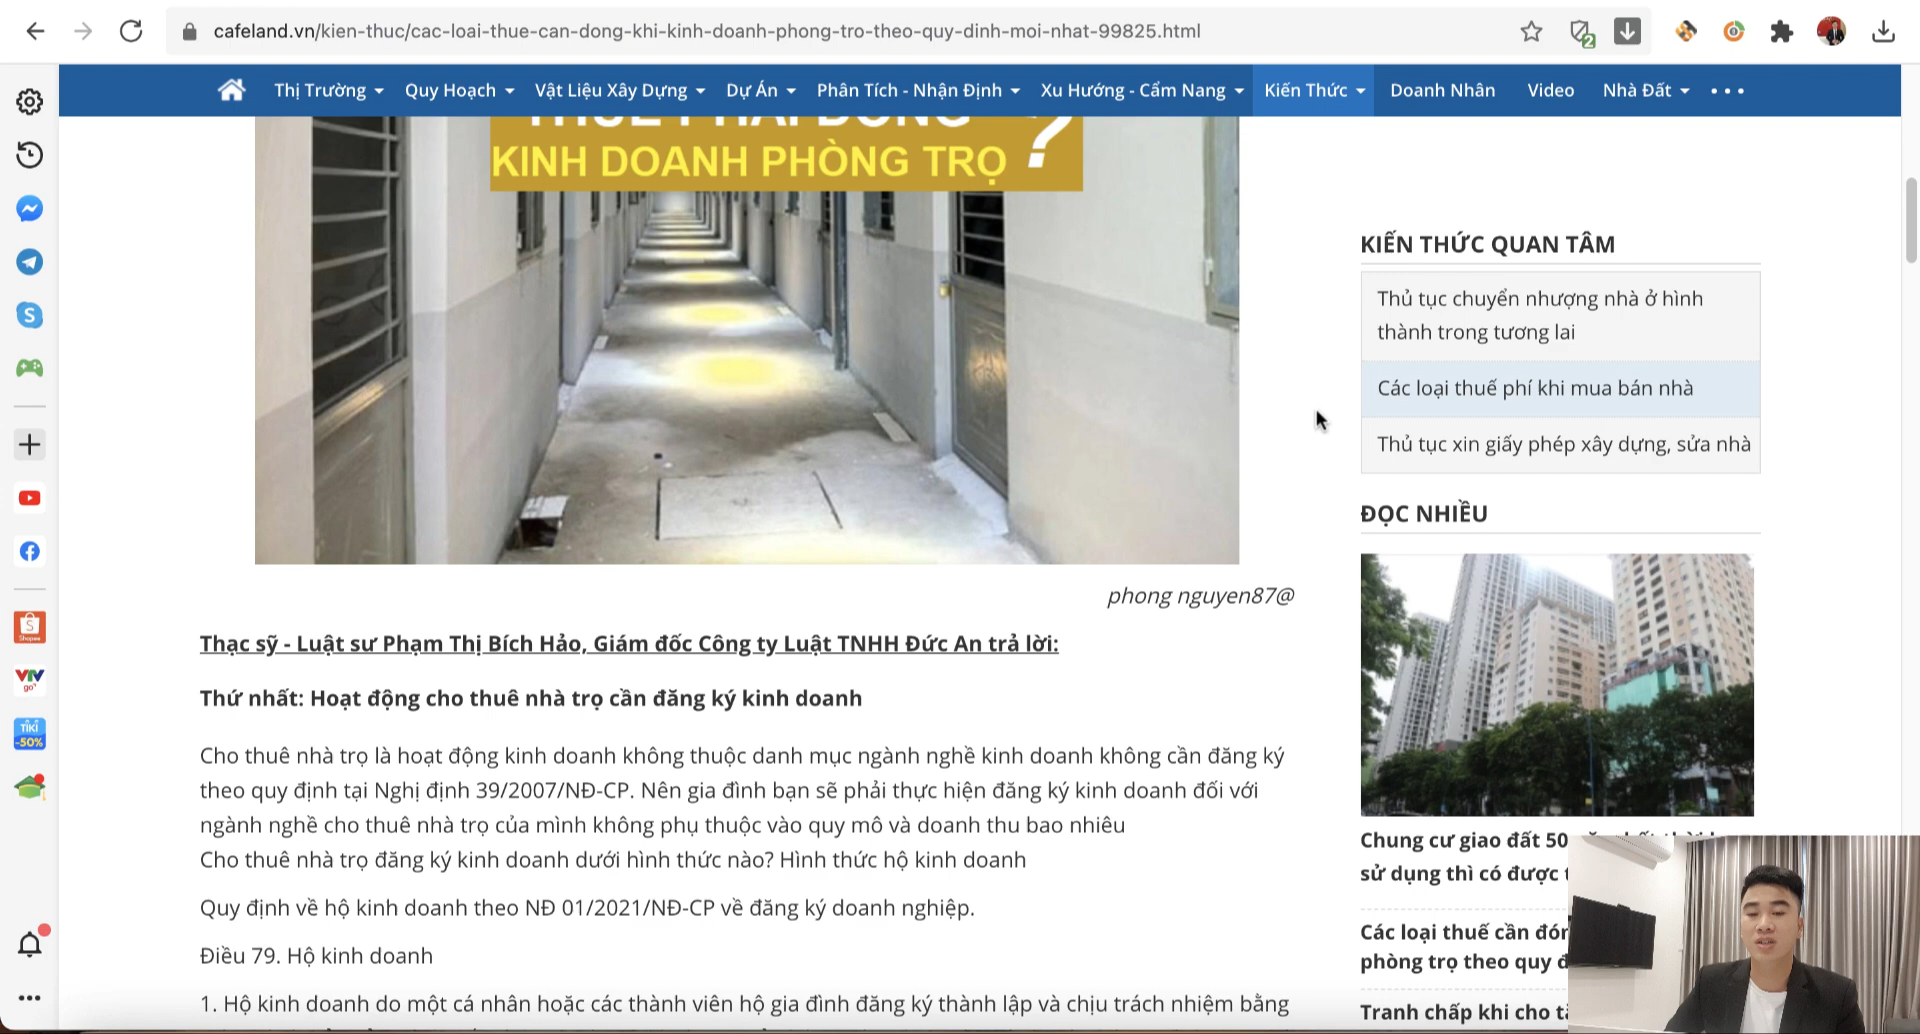 cafeland.vn/kien-thuc/cac-loai-thue-can-dong-khi-kinh-doanh-phong-tro-theo-quy-dinh-moi-nhat-99825.html
2
Thị Trường Quy Hoạch Vật Liệu Xây Dựng Dự Án Phân Tích - Nhận Định Xu Hướng - Cẩm Nang Kiến Thức Doanh Nhân Video Nhà Đất
KINH DOANH PHÒNG TRỌ ?
phong nguyen87@
Thạc sỹ - Luật sư Phạm Thị Bích Hảo, Giám đốc Công ty Luật TNHH Đức An trả lời:
Thứ nhất: Hoạt động cho thuê nhà trọ cần đăng ký kinh doanh
Cho thuê nhà trọ là hoạt động kinh doanh không thuộc danh mục ngành nghề kinh doanh không cần đăng ký
theo quy định tại Nghị định 39/2007/NĐ-CP. Nên gia đình bạn sẽ phải thực hiện đăng ký kinh doanh đối với
ngành nghề cho thuê nhà trọ của mình không phụ thuộc vào quy mô và doanh thu bao nhiêu
Cho thuê nhà trọ đăng ký kinh doanh dưới hình thức nào? Hình thức hộ kinh doanh
Quy định về hộ kinh doanh theo NĐ 01/2021/NĐ-CP về đăng ký doanh nghiệp.
Điều 79. Hộ kinh doanh
1. Hộ kinh doanh do một cá nhân hoặc các thành viên hộ gia đình đăng ký thành lập và chịu trách nhiệm bằng
KIẾN THỨC QUAN TÂM
Thủ tục chuyển nhượng nhà ở hình
thành trong tương lai
Các loại thuế phí khi mua bán nhà
Thủ tục xin giấy phép xây dựng, sửa nhà
ĐỌC NHIỀU
Chung cư giao đất 50
sử dụng thì có được
Các loại thuế cần
phòng trọ theo quy
Tranh chấp khi cho
S
Shopee
VTV
go
TIKI
-50%